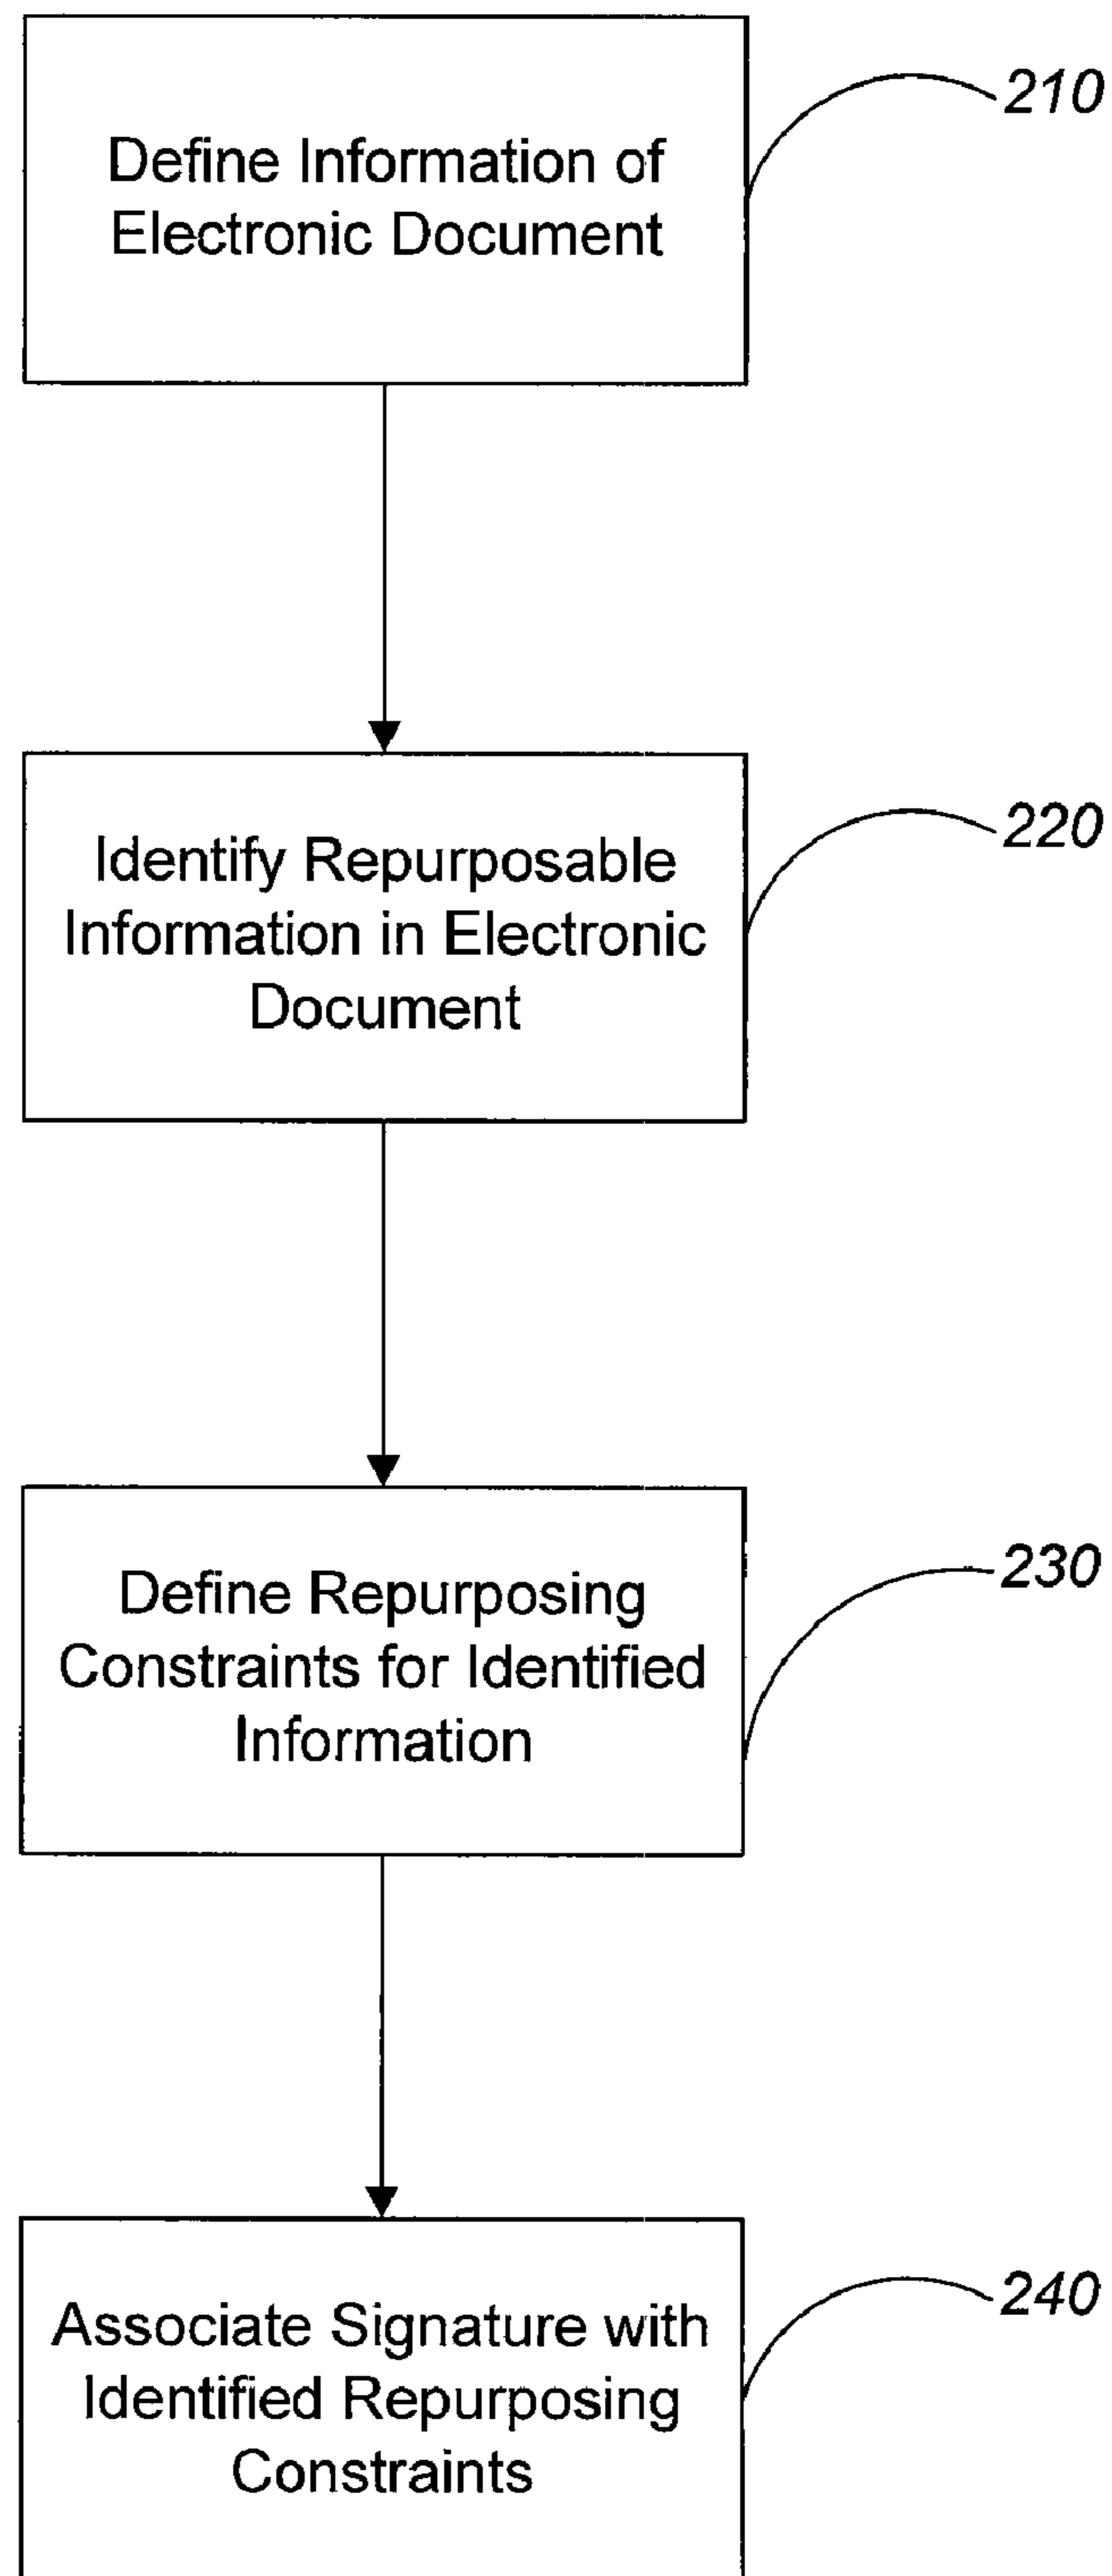 Define Information of
Electronic Document
210
Identify Repurposable
Information in Electronic
Document
220
Define Repurposing
Constraints for Identified
Information
230
Associate Signature with
Identified Repurposing
Constraints
240